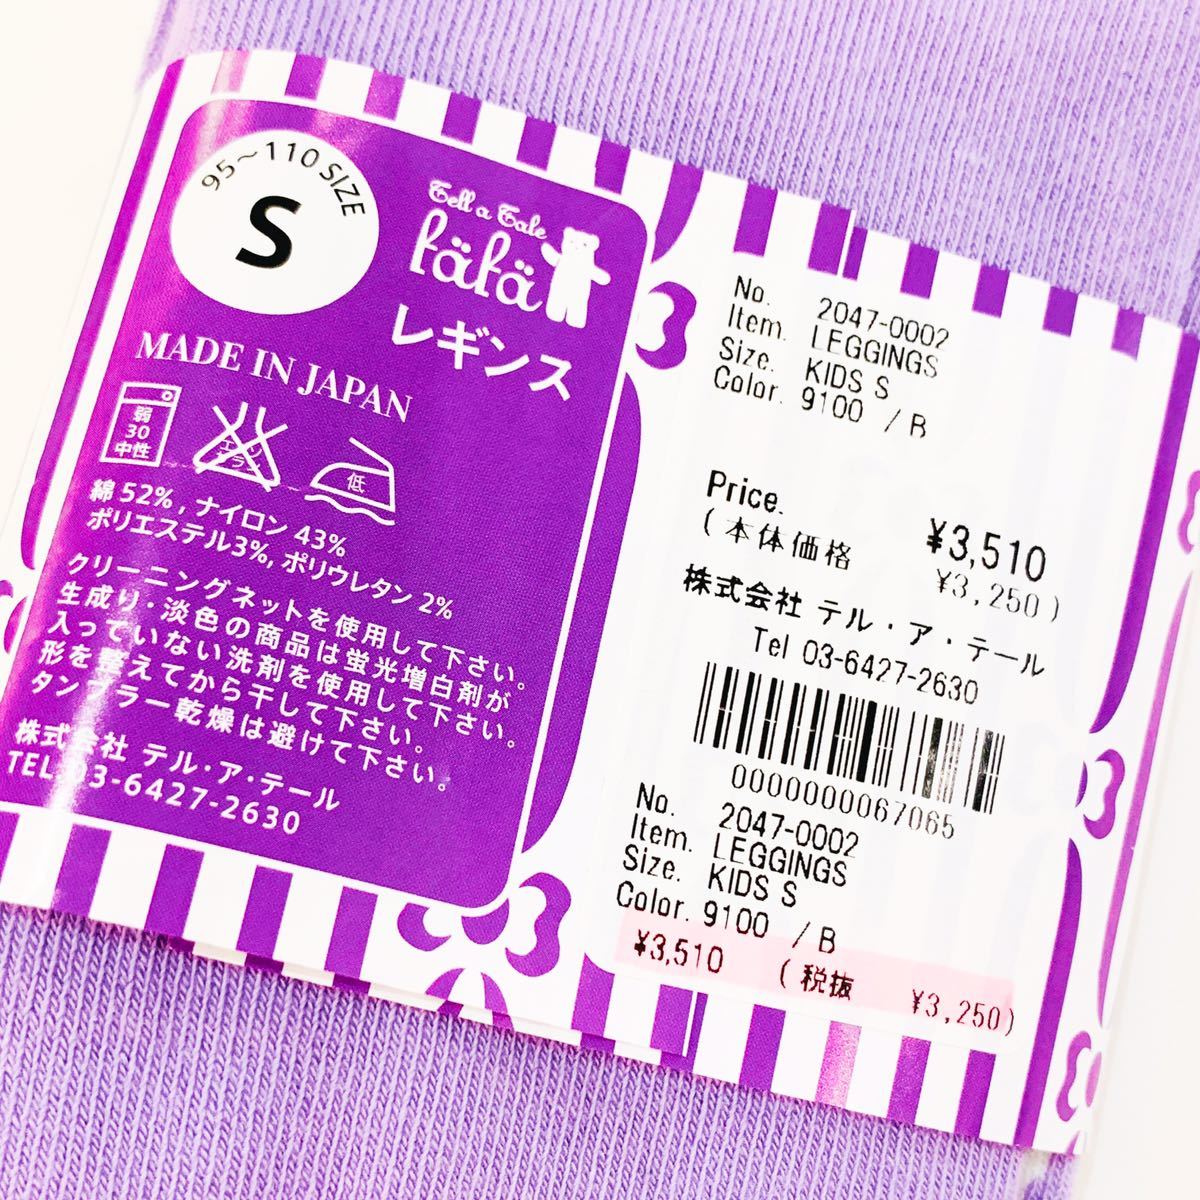 95〜110 SIZE
S
Tell a Tale
fäfä
レギンス
MADE IN JAPAN
弱
30
中性
エンソ
サラシ
低
綿 52%, ナイロン 43%
ポリエステル3%, ポリウレタン 2%
クリーニングネットを使用して下さい。
生成り・淡色の商品は蛍光増白剤が
入っていない洗剤を使用して下さい。
形を整えてから干して下さい。
タンブラー乾燥は避けて下さい。
株式会社 テル・ア・テール
TEL 03-6427-2630
No. 2047-0002
Item. LEGGINGS
Size. KIDS S
Color. 9100 / B
Price. ¥3,510
(本体価格 ¥3,250)
株式会社 テル・ア・テール
Tel 03-6427-2630
0000000067065
No. 2047-0002
Item. LEGGINGS
Size. KIDS S
Color. 9100 / B
¥3,510 (税抜 ¥3,250)